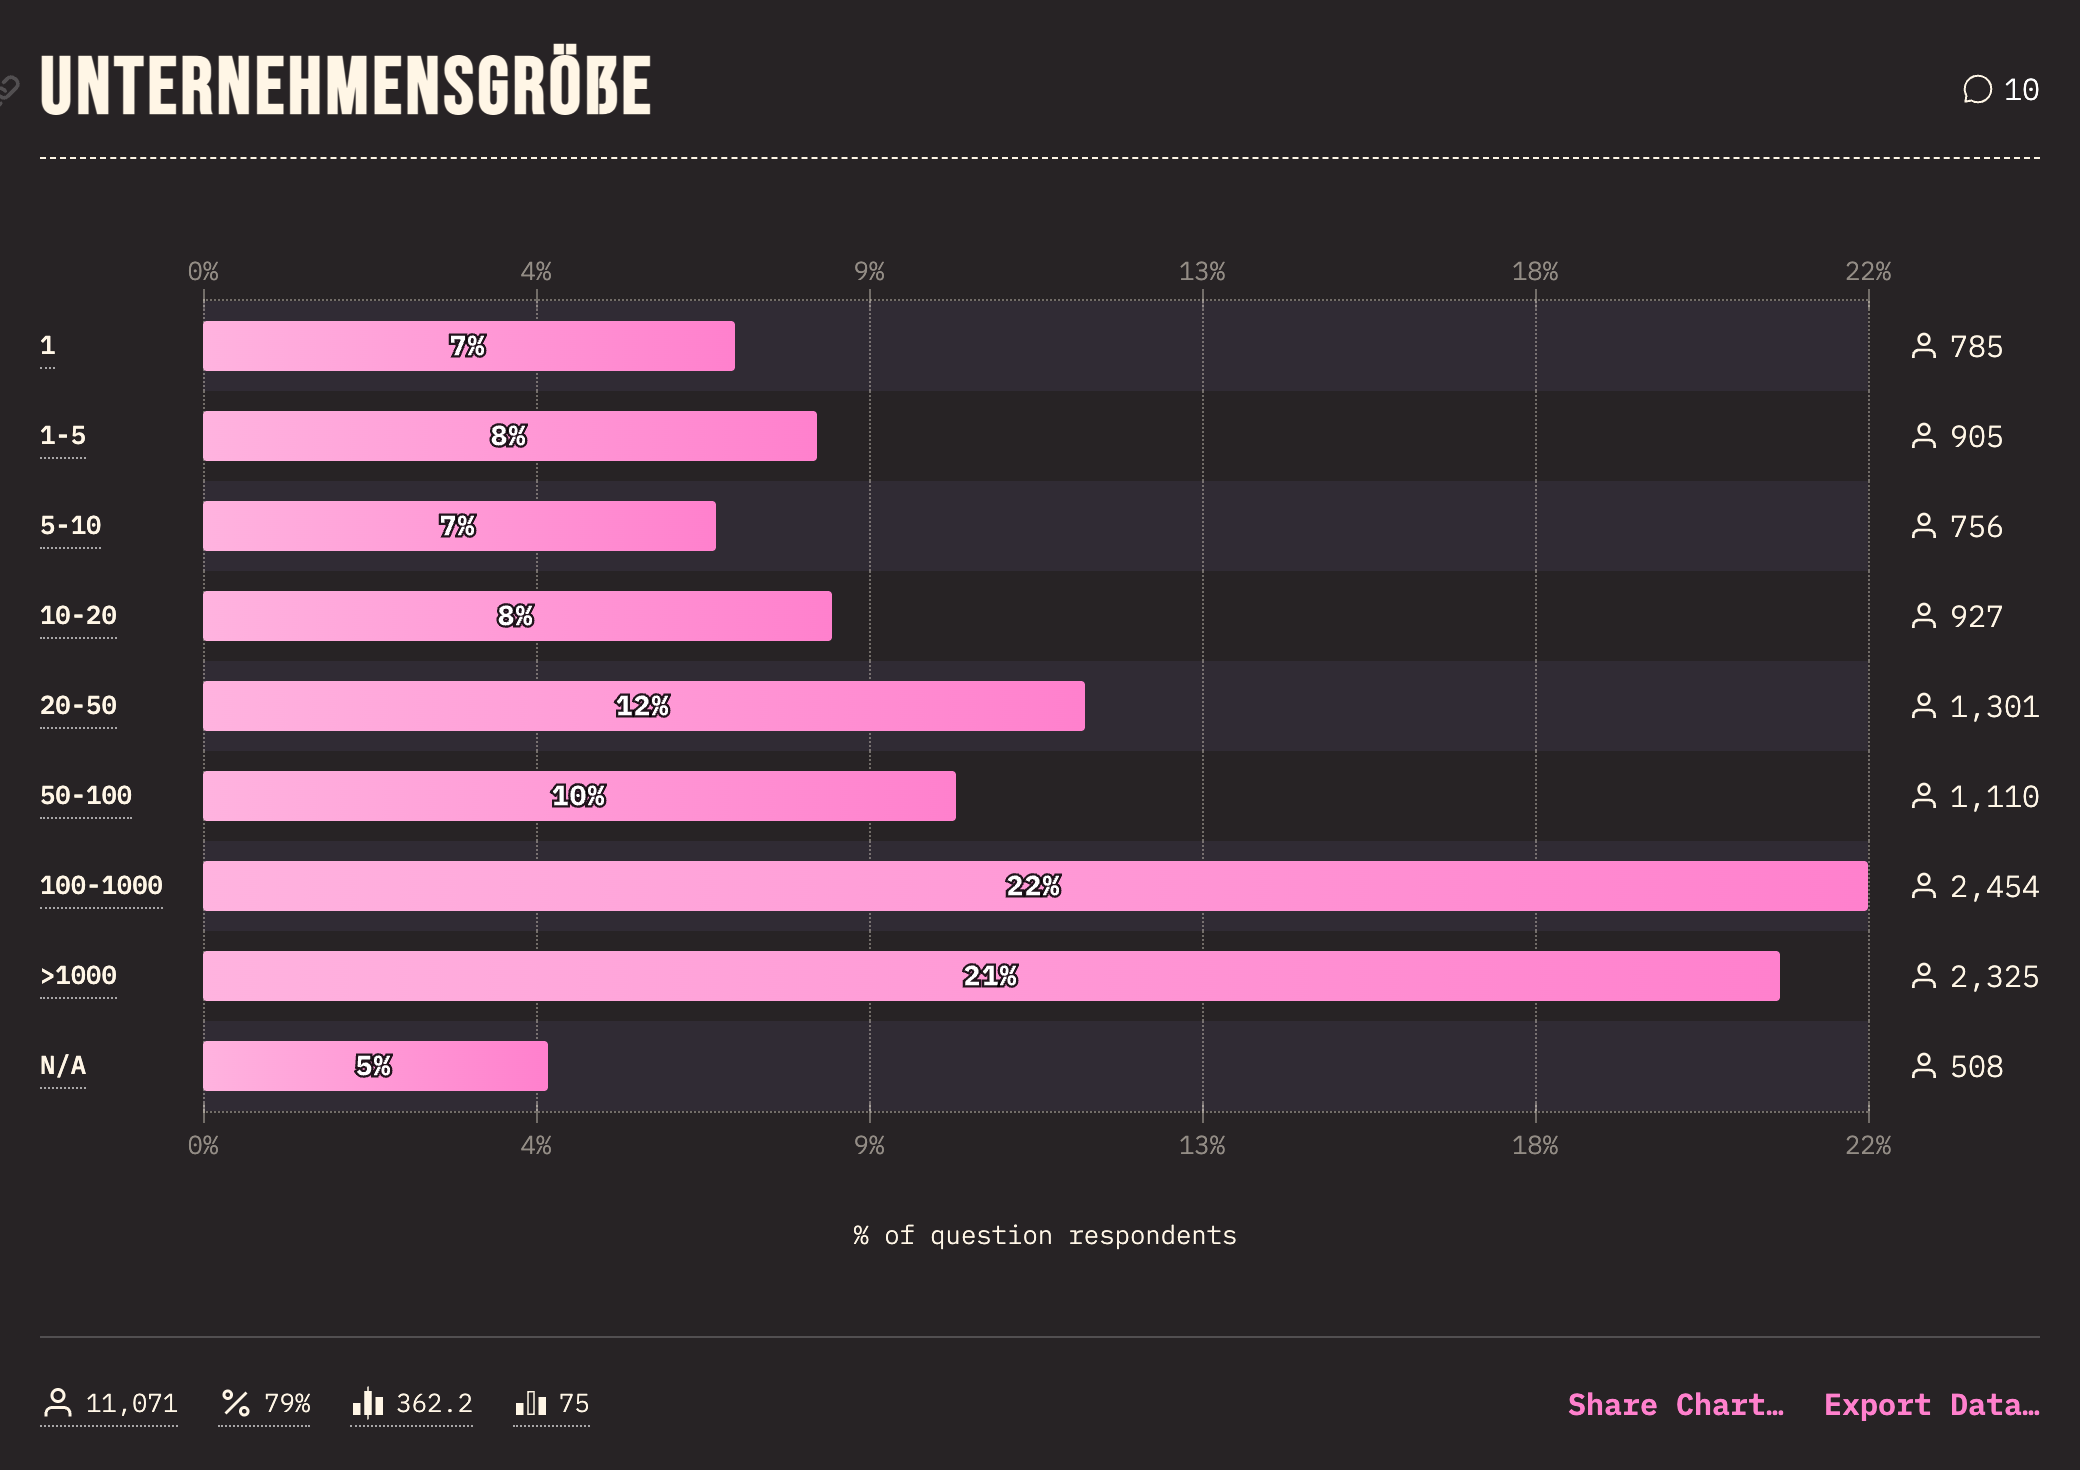 UNTERNEHMENSGRÖẞE
10
0% 4% 9% 13% 18% 22%
1 7% 785
1-5 8% 905
5-10 7% 756
10-20 8% 927
20-50 12% 1,301
50-100 10% 1,110
100-1000 22% 2,454
>1000 21% 2,325
N/A 5% 508
0% 4% 9% 13% 18% 22%
% of question respondents
11,071 79% 362.2 75 Share Chart… Export Data…